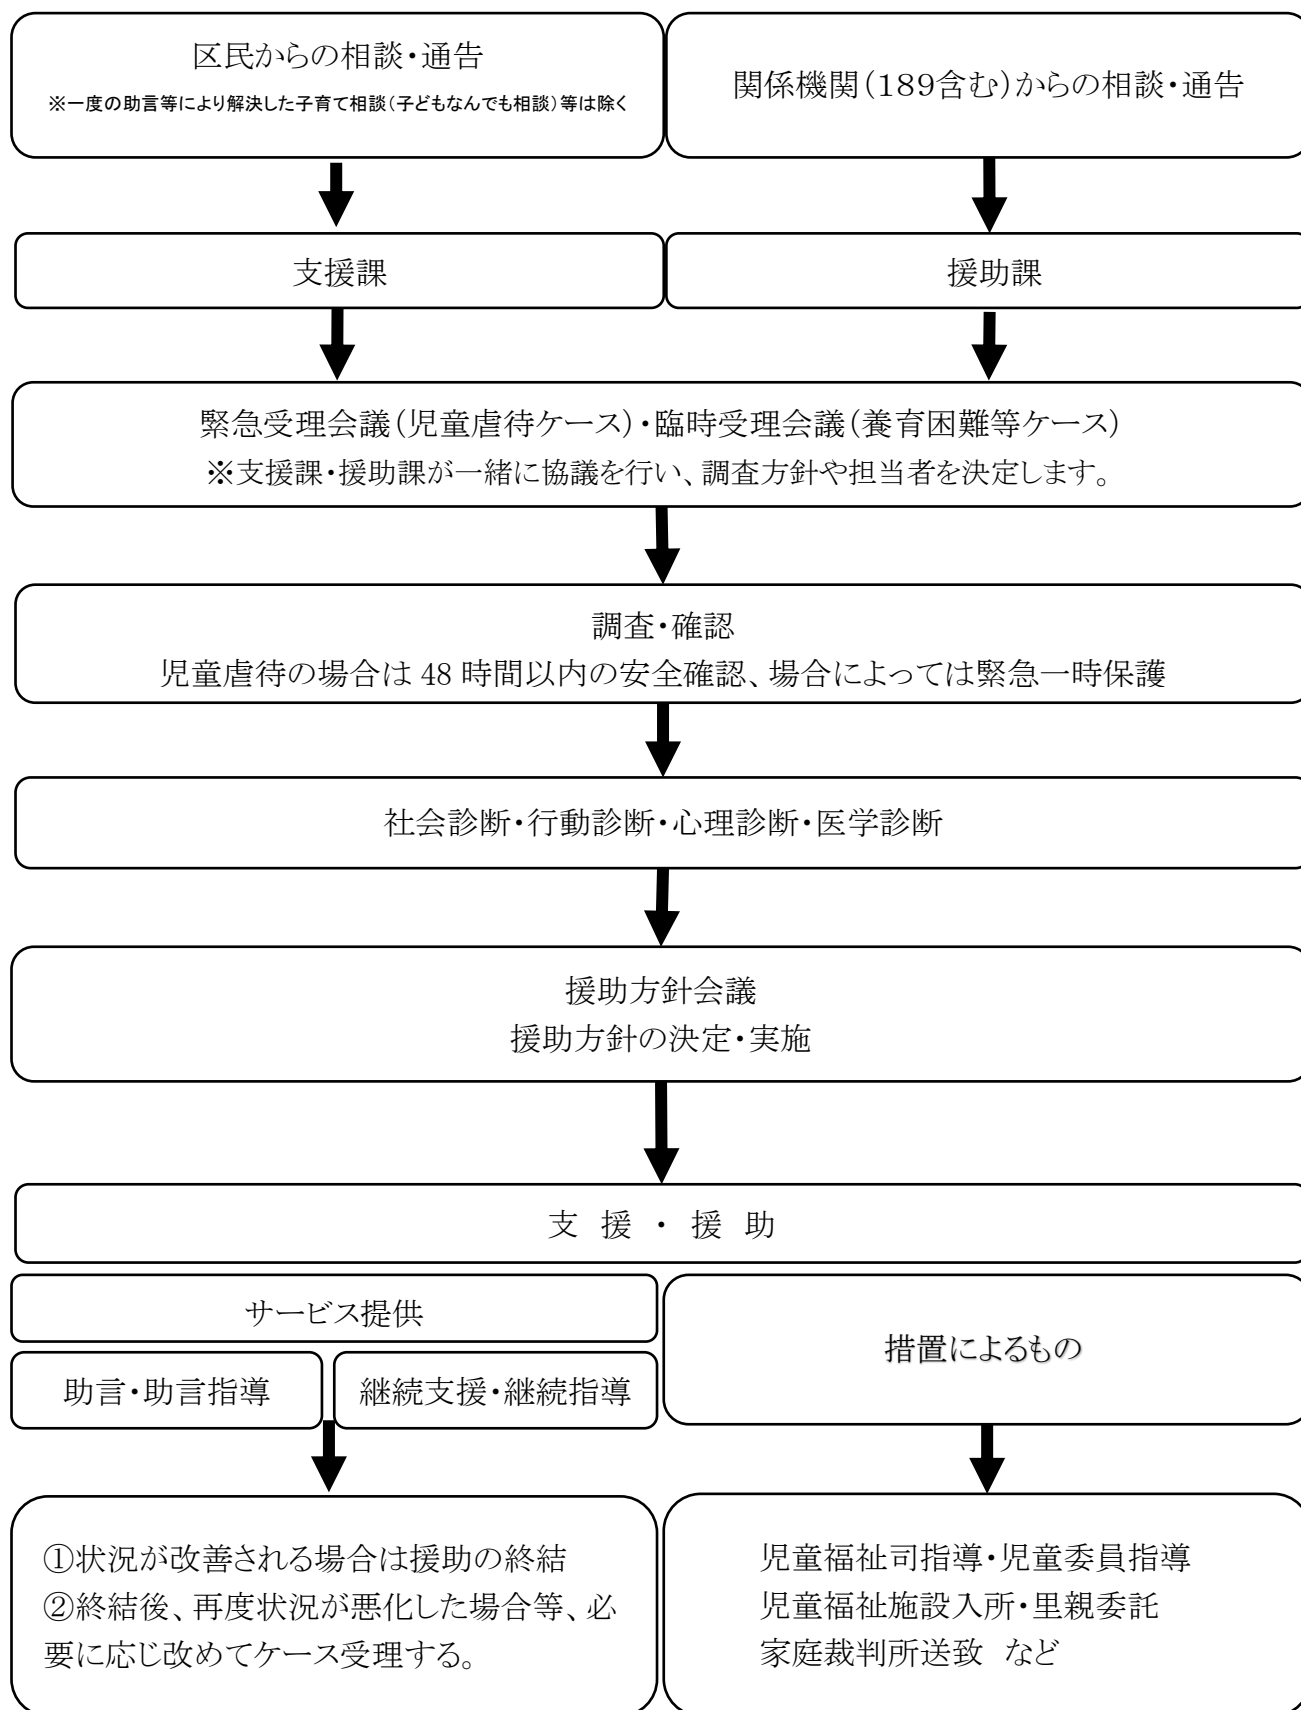 区民からの相談・通告
※一度の助言等により解決した子育て相談(子どもなんでも相談)等は除く
関係機関(189含む)からの相談・通告
支援課
援助課
緊急受理会議(児童虐待ケース)・臨時受理会議(養育困難等ケース)
※支援課・援助課が一緒に協議を行い、調査方針や担当者を決定します。
調査・確認
児童虐待の場合は 48 時間以内の安全確認、場合によっては緊急一時保護
社会診断・行動診断・心理診断・医学診断
援助方針会議
援助方針の決定・実施
支 援 ・ 援 助
サービス提供
措置によるもの
助言・助言指導
継続支援・継続指導
①状況が改善される場合は援助の終結
②終結後、再度状況が悪化した場合等、必
要に応じ改めてケース受理する。
児童福祉司指導・児童委員指導
児童福祉施設入所・里親委託
家庭裁判所送致 など